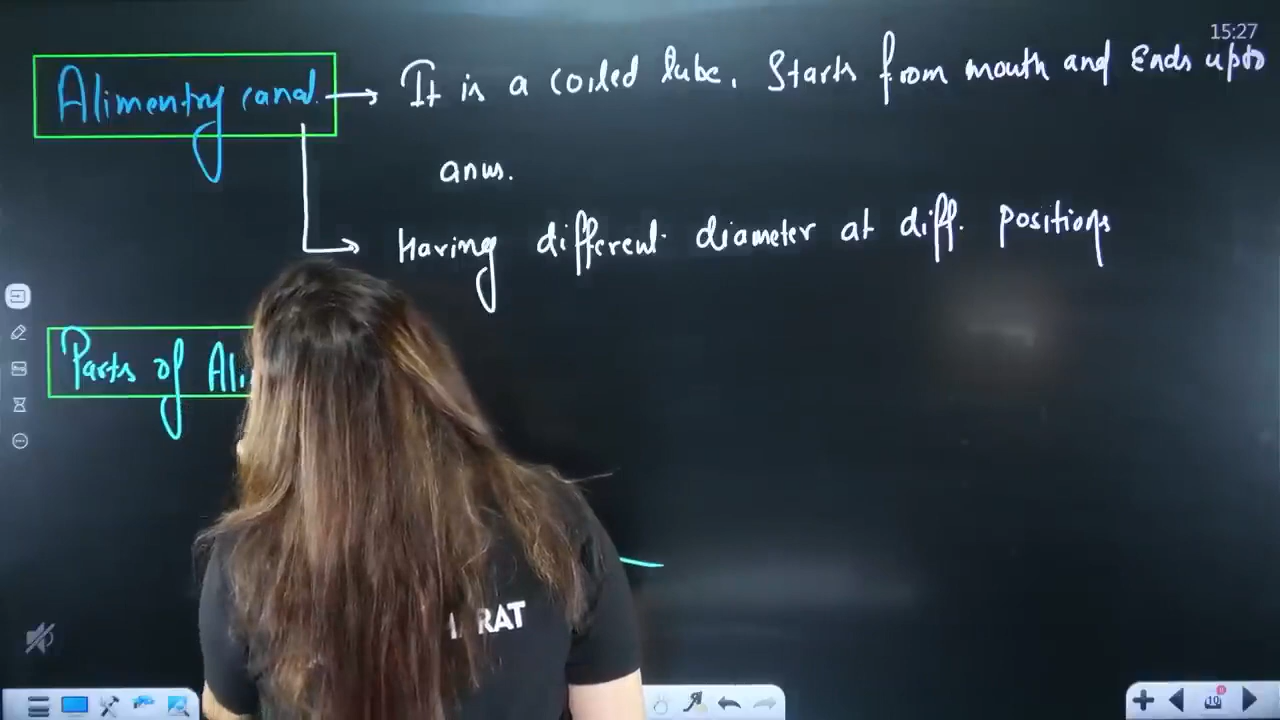 15:27
Alimentry canal → It is a coiled tube. Starts from mouth and Ends upto
anus.
Having different diameter at diff. positions
Parts of Ali
RAT
10